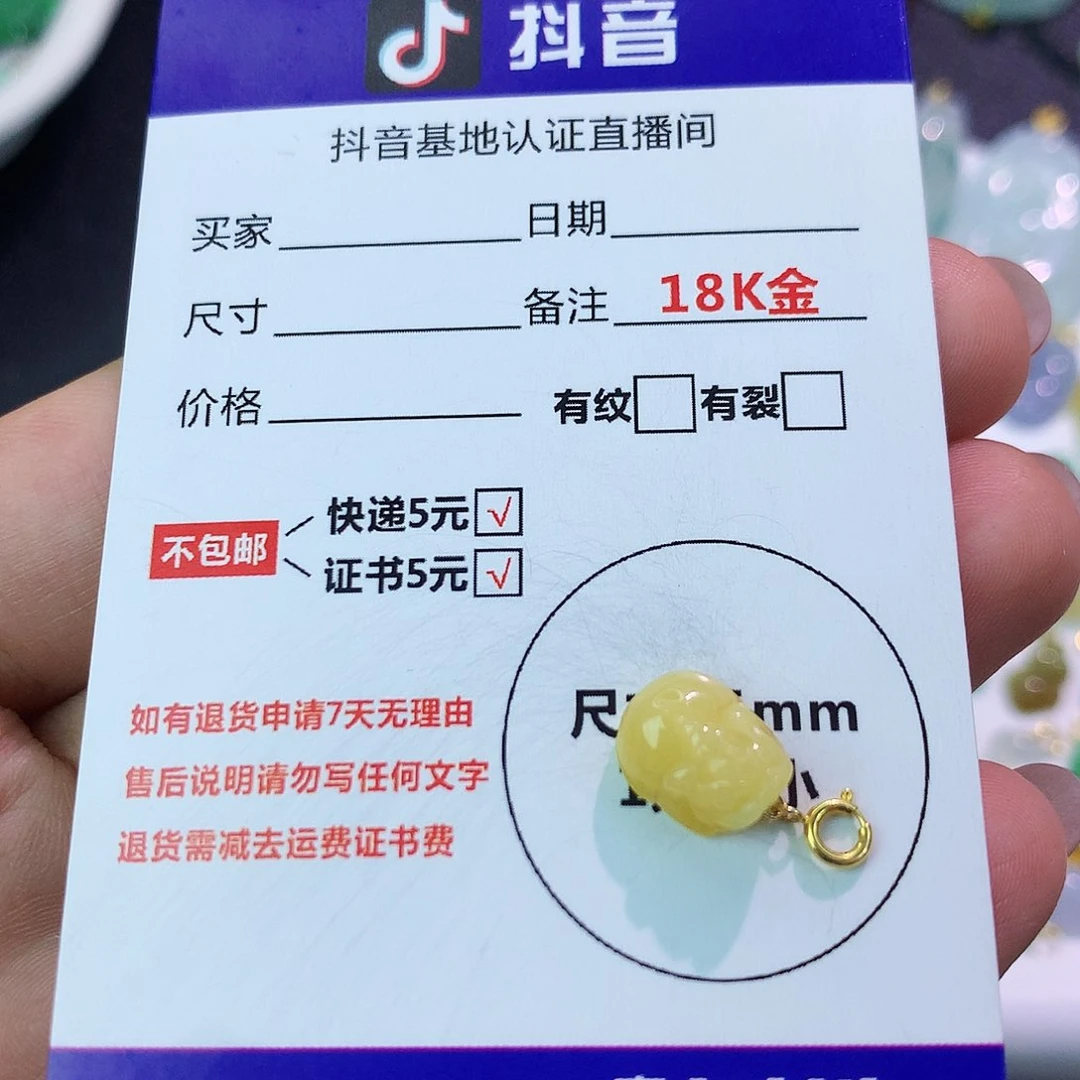 抖音
抖音基地认证直播间
买家 日期
尺寸 备注 18K金
价格 有纹 有裂
快递5元 √
不包邮
证书5元 √
如有退货申请7天无理由
售后说明请勿写任何文字
退货需减去运费证书费
尺 mm
小